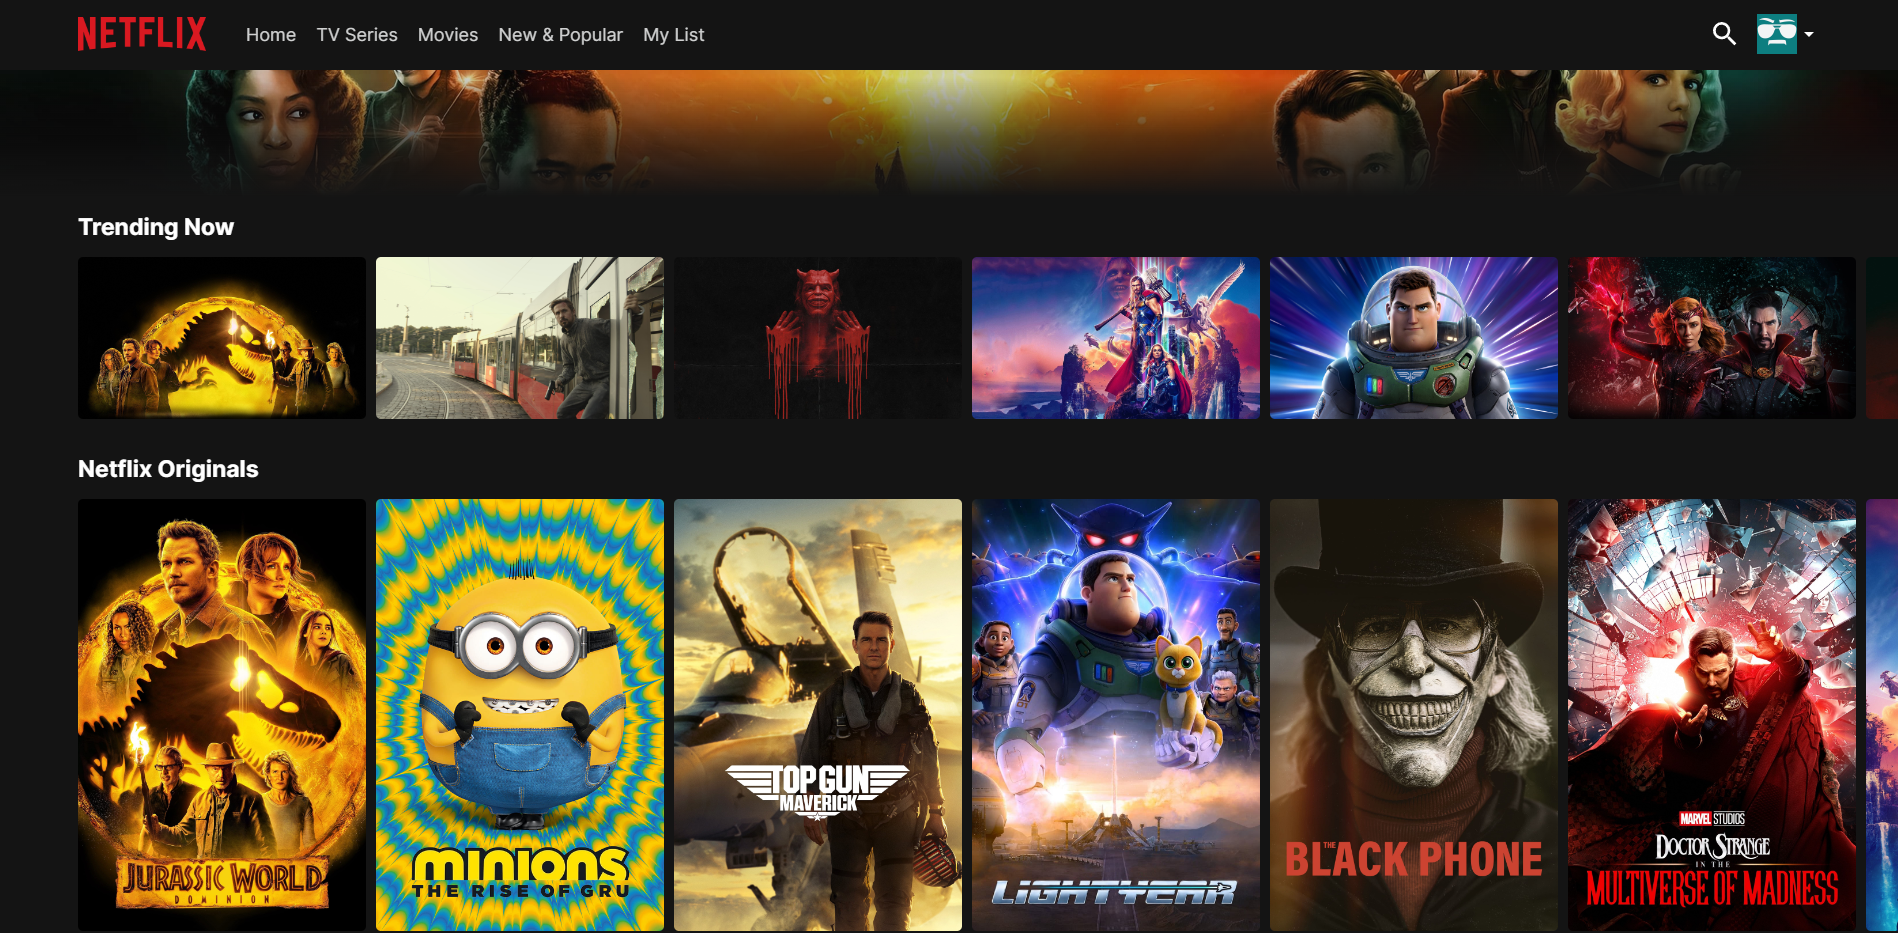 NETFLIX
Home TV Series Movies New & Popular My List
Trending Now
Netflix Originals
JURASSIC WORLD
DOMINION
minions
THE RISE OF GRU
TOP GUN
MAVERICK
LIGHTYEAR
THE BLACK PHONE
MARVEL STUDIOS
DOCTOR STRANGE
IN THE
MULTIVERSE OF MADNESS